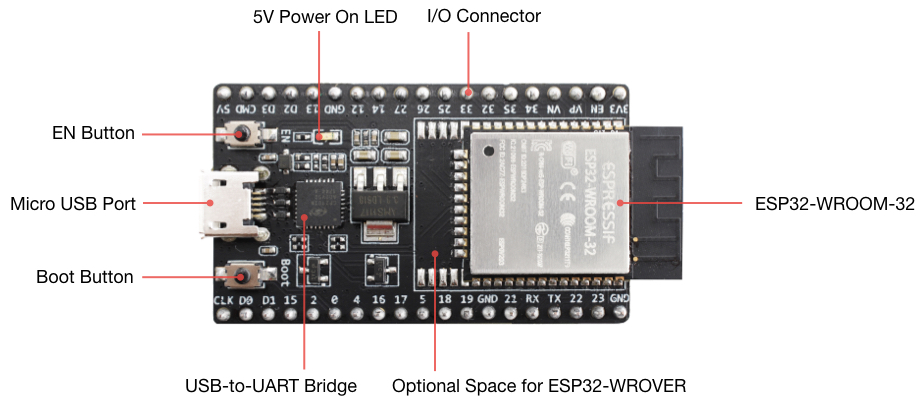 5V Power On LED
I/O Connector
5V CMD D3 D2 13 GND 12 14 27 26 25 33 32 35 34 VN VP EN 3V3
EN Button
EN
Micro USB Port
ESPRESSIF
ESP32-WROOM-32
ESP32-WROOM-32
Boot Button
Boot
CLK D0 D1 15 2 0 4 16 17 5 18 19 GND 21 RX TX 22 23 GND
USB-to-UART Bridge
Optional Space for ESP32-WROVER